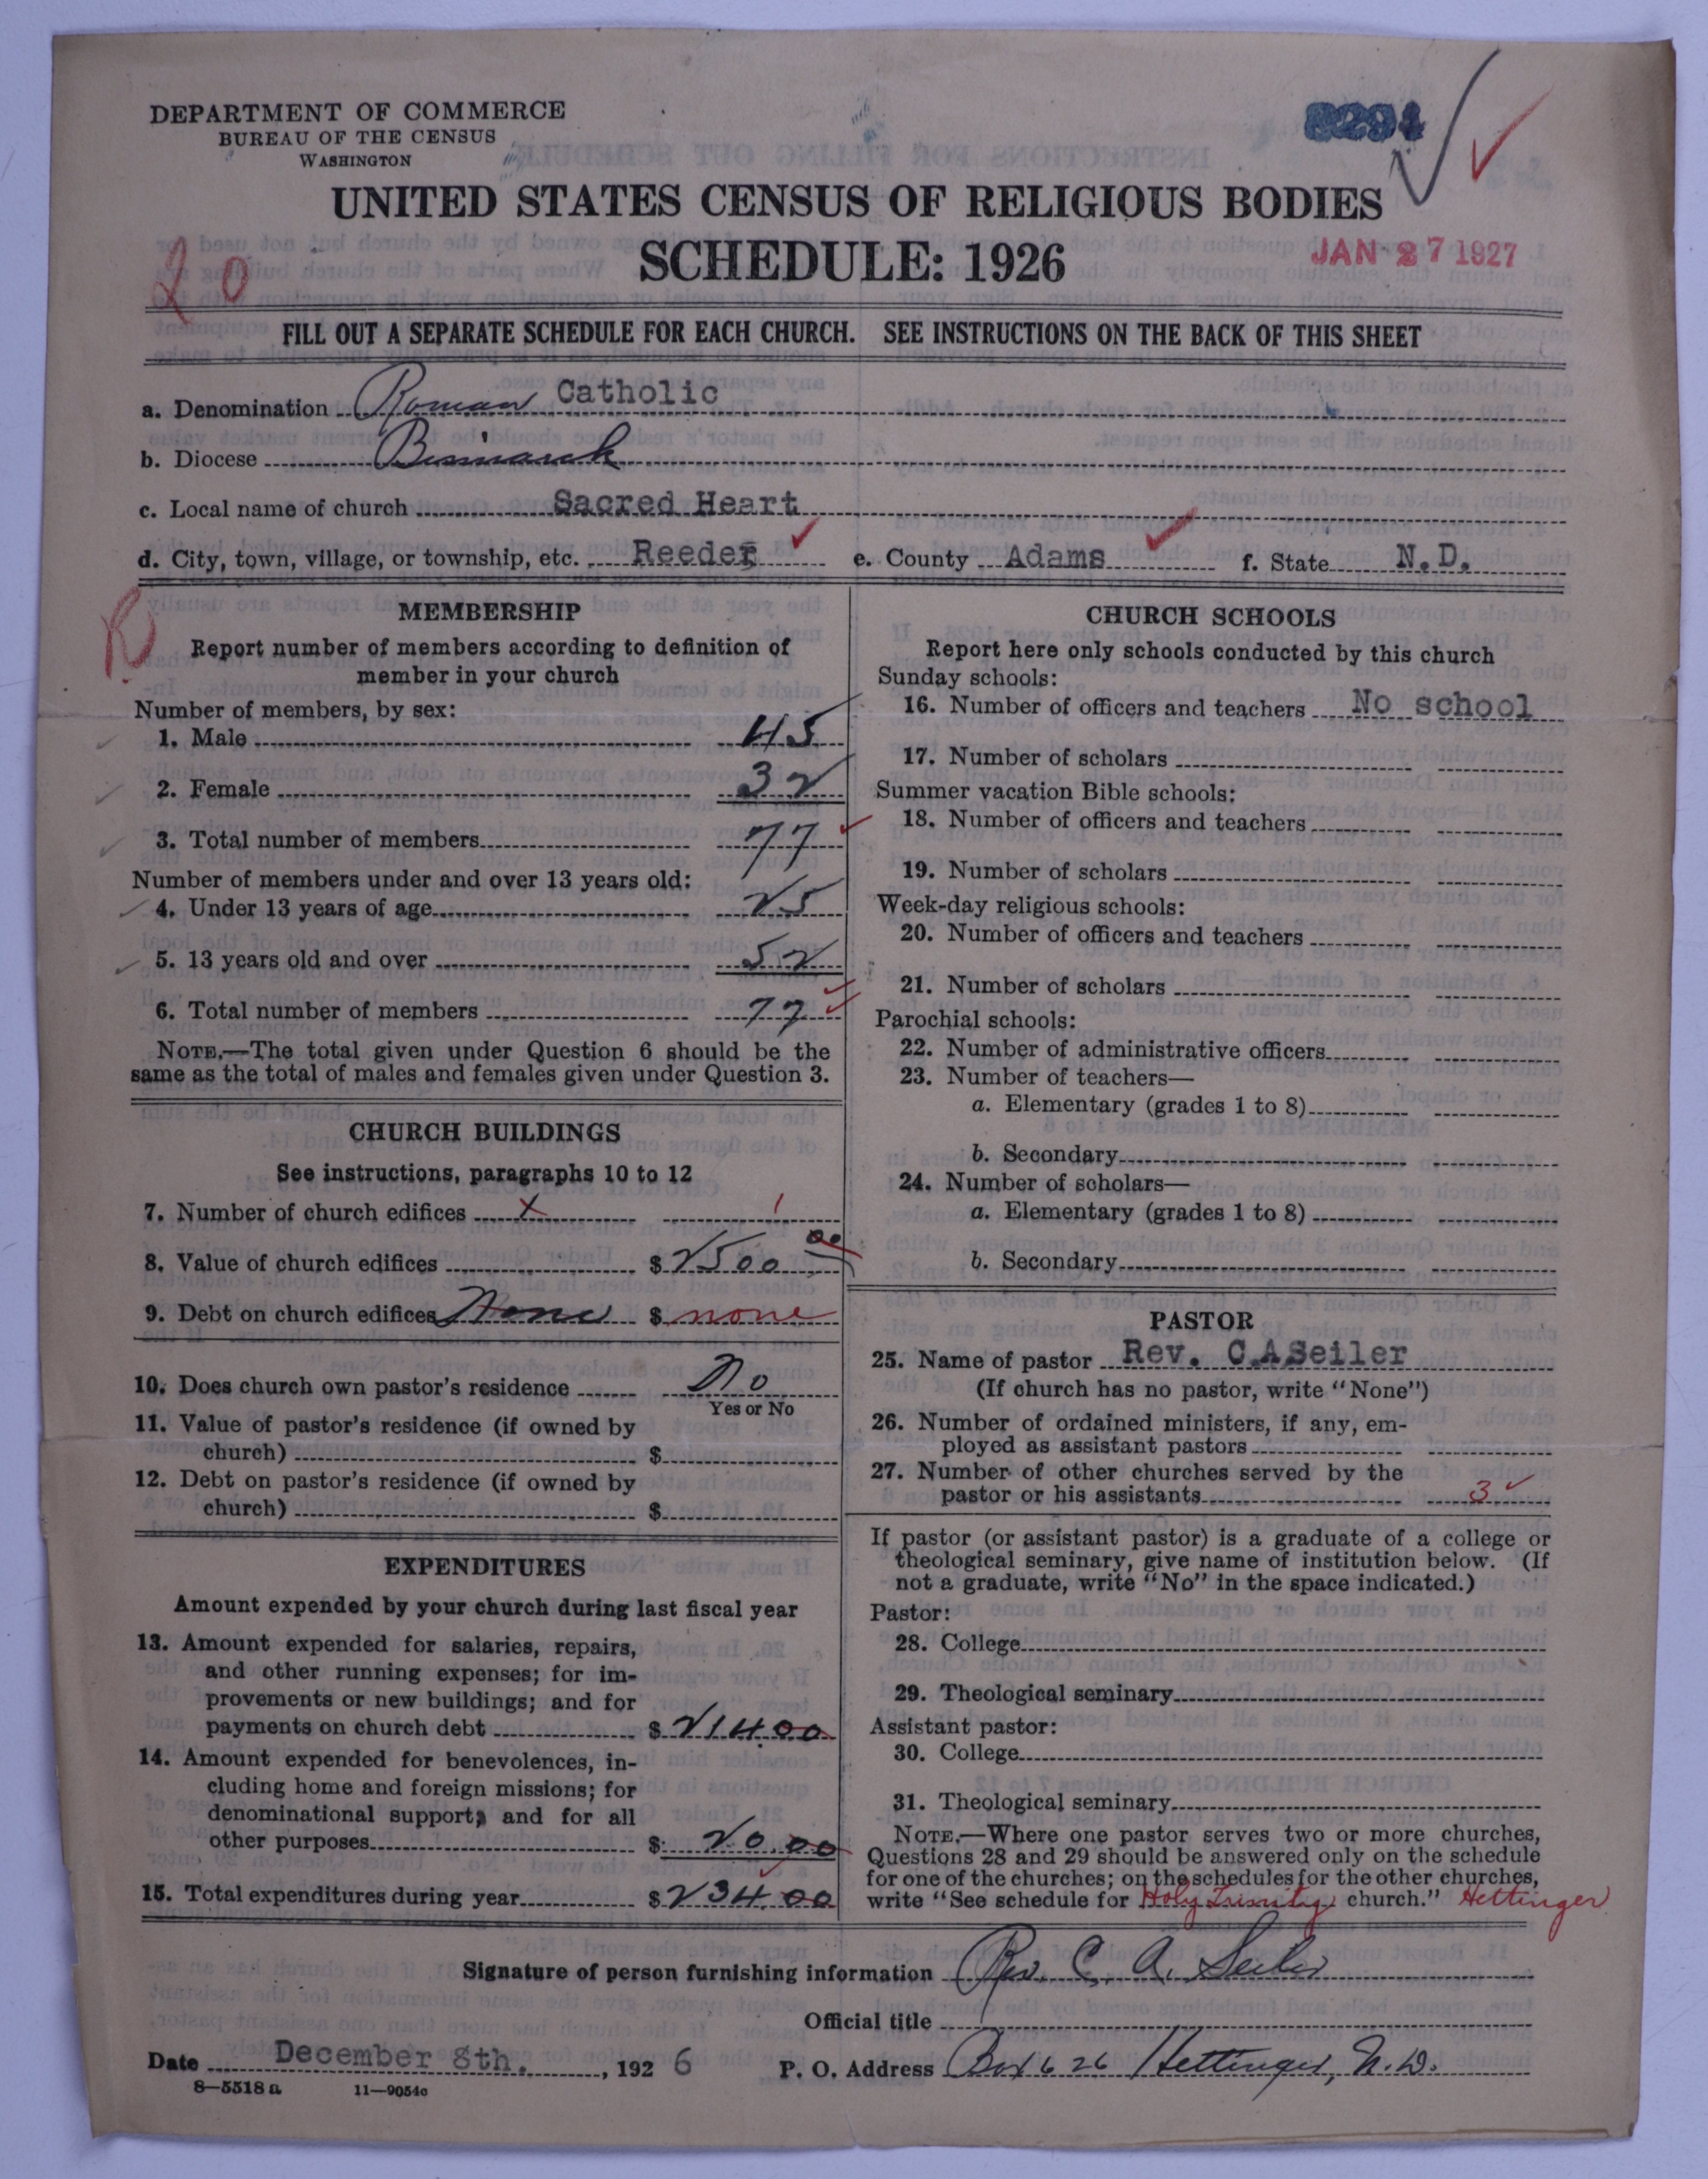 DEPARTMENT OF COMMERCE
BUREAU OF THE CENSUS
WASHINGTON
8294
UNITED STATES CENSUS OF RELIGIOUS BODIES
SCHEDULE: 1926
JAN 27 1927
20
FILL OUT A SEPARATE SCHEDULE FOR EACH CHURCH. SEE INSTRUCTIONS ON THE BACK OF THIS SHEET
a. Denomination Roman Catholic
b. Diocese Bismarck
c. Local name of church Sacred Heart
d. City, town, village, or township, etc. Reeder e. County Adams f. State N.D.
R
MEMBERSHIP
Report number of members according to definition of
member in your church
Number of members, by sex:
1. Male 45
2. Female 32
3. Total number of members 77
Number of members under and over 13 years old:
4. Under 13 years of age 25
5. 13 years old and over 52
6. Total number of members 77
NOTE.—The total given under Question 6 should be the
same as the total of males and females given under Question 3.
CHURCH BUILDINGS
See instructions, paragraphs 10 to 12
7. Number of church edifices x 1
8. Value of church edifices $ 2500 00
9. Debt on church edifices None $ none
10. Does church own pastor's residence No
Yes or No
11. Value of pastor's residence (if owned by
church) $
12. Debt on pastor's residence (if owned by
church) $
EXPENDITURES
Amount expended by your church during last fiscal year
13. Amount expended for salaries, repairs,
and other running expenses; for im-
provements or new buildings; and for
payments on church debt $ 214.00
14. Amount expended for benevolences, in-
cluding home and foreign missions; for
denominational support; and for all
other purposes $ 20.00
15. Total expenditures during year $ 234.00
CHURCH SCHOOLS
Report here only schools conducted by this church
Sunday schools:
16. Number of officers and teachers No school
17. Number of scholars
Summer vacation Bible schools:
18. Number of officers and teachers
19. Number of scholars
Week-day religious schools:
20. Number of officers and teachers
21. Number of scholars
Parochial schools:
22. Number of administrative officers
23. Number of teachers—
a. Elementary (grades 1 to 8)
b. Secondary
24. Number of scholars—
a. Elementary (grades 1 to 8)
b. Secondary
PASTOR
25. Name of pastor Rev. C.A Seiler
(If church has no pastor, write "None")
26. Number of ordained ministers, if any, em-
ployed as assistant pastors
27. Number of other churches served by the
pastor or his assistants 3
If pastor (or assistant pastor) is a graduate of a college or
theological seminary, give name of institution below. (If
not a graduate, write "No" in the space indicated.)
Pastor:
28. College
29. Theological seminary
Assistant pastor:
30. College
31. Theological seminary
NOTE.—Where one pastor serves two or more churches,
Questions 28 and 29 should be answered only on the schedule
for one of the churches; on the schedules for the other churches,
write "See schedule for Holy Trinity church." Hettinger
Signature of person furnishing information Rev. C. A. Seiler
Official title
Date December 8th. , 1926 P. O. Address Box 626 Hettinger, N.D.
8—5518a 11—9054c